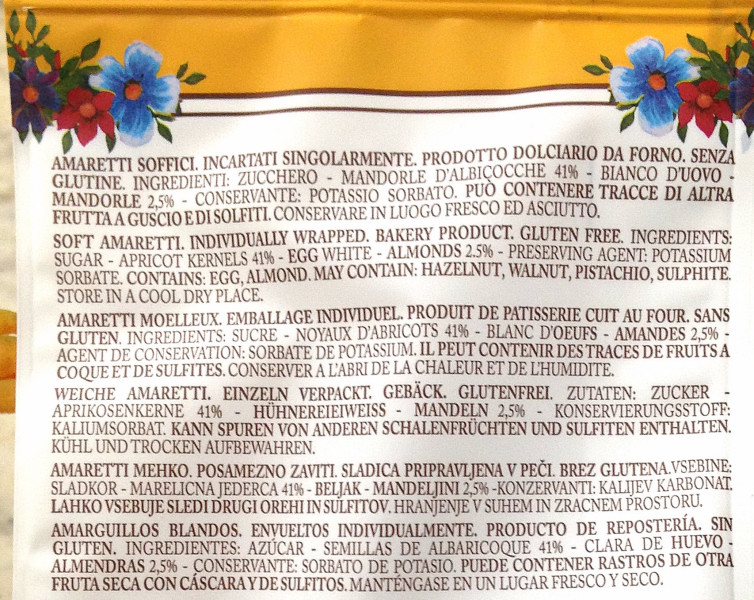 AMARETTI SOFFICI. INCARTATI SINGOLARMENTE. PRODOTTO DOLCIARIO DA FORNO. SENZA
GLUTINE. INGREDIENTI: ZUCCHERO - MANDORLE D'ALBICOCCHE 41% - BIANCO D'UOVO -
MANDORLE 2,5% - CONSERVANTE: POTASSIO SORBATO. PUÒ CONTENERE TRACCE DI ALTRA
FRUTTA A GUSCIO E DI SOLFITI. CONSERVARE IN LUOGO FRESCO ED ASCIUTTO.
SOFT AMARETTI. INDIVIDUALLY WRAPPED. BAKERY PRODUCT. GLUTEN FREE. INGREDIENTS:
SUGAR - APRICOT KERNELS 41% - EGG WHITE - ALMONDS 2.5% - PRESERVING AGENT: POTASSIUM
SORBATE. CONTAINS: EGG, ALMOND. MAY CONTAIN: HAZELNUT, WALNUT, PISTACHIO, SULPHITE.
STORE IN A COOL DRY PLACE.
AMARETTI MOELLEUX. EMBALLAGE INDIVIDUEL. PRODUIT DE PATISSERIE CUIT AU FOUR. SANS
GLUTEN. INGREDIENTS: SUCRE - NOYAUX D'ABRICOTS 41% - BLANC D'OEUFS - AMANDES 2,5% -
AGENT DE CONSERVATION: SORBATE DE POTASSIUM. IL PEUT CONTENIR DES TRACES DE FRUITS A
COQUE ET DE SULFITES. CONSERVER A L'ABRI DE LA CHALEUR ET DE L'HUMIDITE.
WEICHE AMARETTI. EINZELN VERPACKT. GEBÄCK. GLUTENFREI. ZUTATEN: ZUCKER -
APRIKOSENKERNE 41% - HÜHNEREIEIWEISS - MANDELN 2,5% - KONSERVIERUNGSSTOFF:
KALIUMSORBAT. KANN SPUREN VON ANDEREN SCHALENFRÜCHTEN UND SULFITEN ENTHALTEN.
KÜHL UND TROCKEN AUFBEWAHREN.
AMARETTI MEHKO. POSAMEZNO ZAVITI. SLADICA PRIPRAVLJENA V PEČI. BREZ GLUTENA. VSEBINE:
SLADKOR - MARELICNA JEDERCA 41% - BELJAK - MANDELJINI 2,5% - KONZERVANTI: KALIJEV KARBONAT.
LAHKO VSEBUJE SLEDI DRUGI OREHI IN SULFITOV. HRANJENJE V SUHEM IN ZRACNEM PROSTORU.
AMARGUILLOS BLANDOS. ENVUELTOS INDIVIDUALMENTE. PRODUCTO DE REPOSTERÍA. SIN
GLUTEN. INGREDIENTES: AZÚCAR - SEMILLAS DE ALBARICOQUE 41% - CLARA DE HUEVO -
ALMENDRAS 2,5% - CONSERVANTE: SORBATO DE POTASIO. PUEDE CONTENER RASTROS DE OTRA
FRUTA SECA CON CÁSCARA Y DE SULFITOS. MANTÉNGASE EN UN LUGAR FRESCO Y SECO.